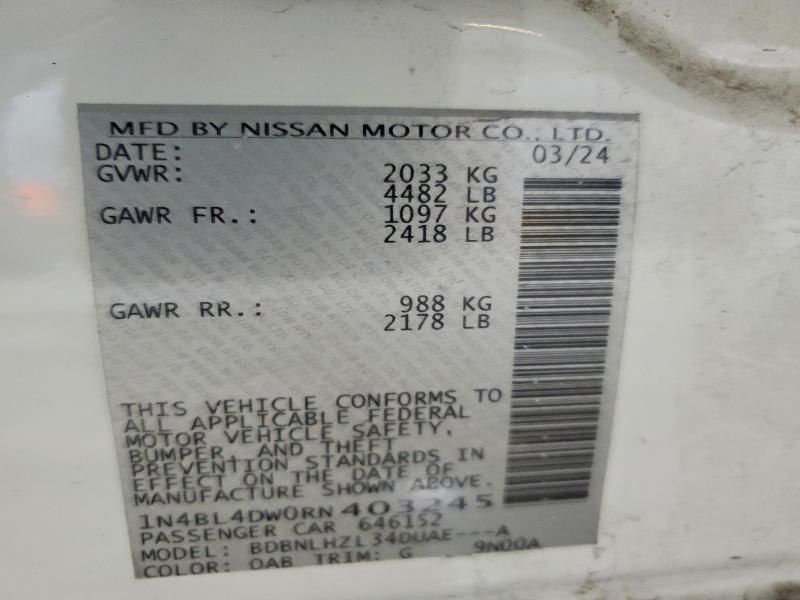 MFD BY NISSAN MOTOR CO., LTD.
DATE: 03/24
GVWR: 2033 KG
4482 LB
GAWR FR.: 1097 KG
2418 LB
GAWR RR.: 988 KG
2178 LB
THIS VEHICLE CONFORMS TO
ALL APPLICABLE FEDERAL
MOTOR VEHICLE SAFETY,
BUMPER, AND THEFT
PREVENTION STANDARDS IN
EFFECT ON THE DATE OF
MANUFACTURE SHOWN ABOVE.
1N4BL4DW0RN403245
PASSENGER CAR 646152
MODEL: BDBNLHZL34DUAE---A
COLOR: QAB TRIM: G 9N00A